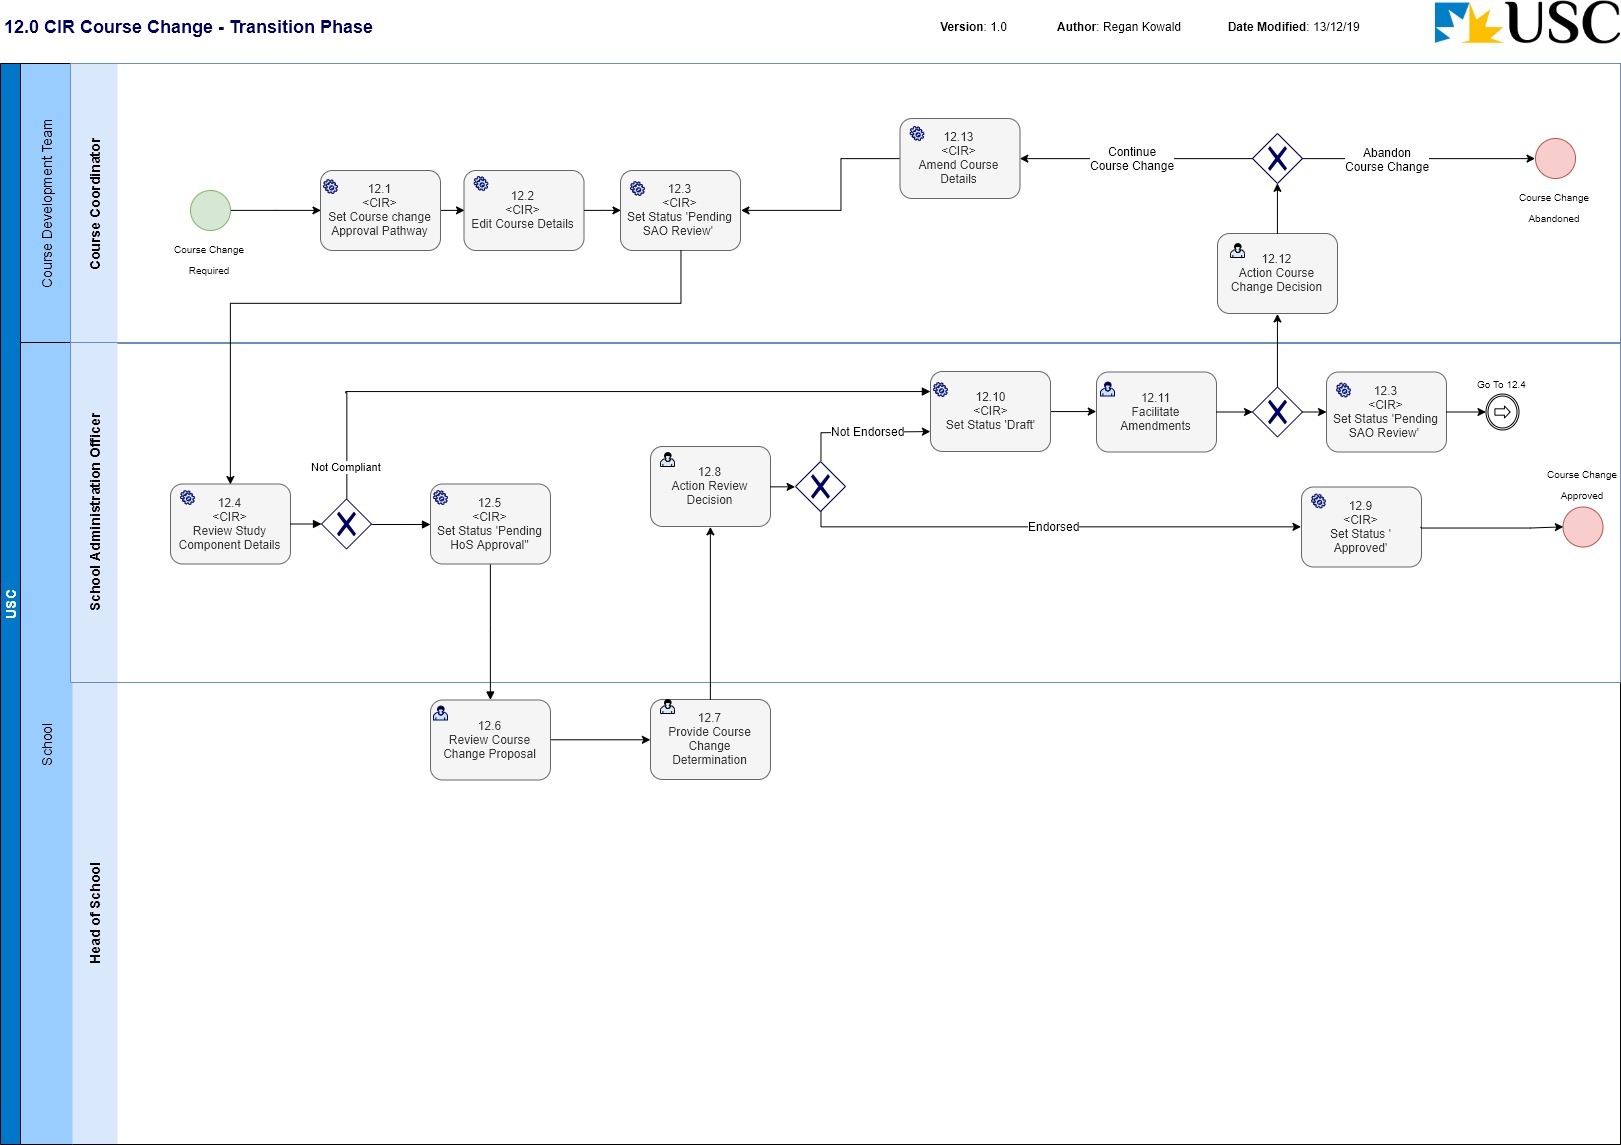 12.0 CIR Course Change - Transition Phase
Version: 1.0
Author: Regan Kowald
Date Modified: 13/12/19
USC
USC
Course Development Team
Course Coordinator
Course Change
Required
12.1
<CIR>
Set Course change
Approval Pathway
12.2
<CIR>
Edit Course Details
12.3
<CIR>
Set Status 'Pending
SAO Review'
12.13
<CIR>
Amend Course
Details
Continue
Course Change
Abandon
Course Change
Course Change
Abandoned
12.12
Action Course
Change Decision
School
School Administration Officer
12.4
<CIR>
Review Study
Component Details
Not Compliant
12.5
<CIR>
Set Status 'Pending
HoS Approval"
12.8
Action Review
Decision
Not Endorsed
Endorsed
12.10
<CIR>
Set Status 'Draft'
12.11
Facilitate
Amendments
12.3
<CIR>
Set Status 'Pending
SAO Review'
Go To 12.4
12.9
<CIR>
Set Status '
Approved'
Course Change
Approved
Head of School
12.6
Review Course
Change Proposal
12.7
Provide Course
Change
Determination